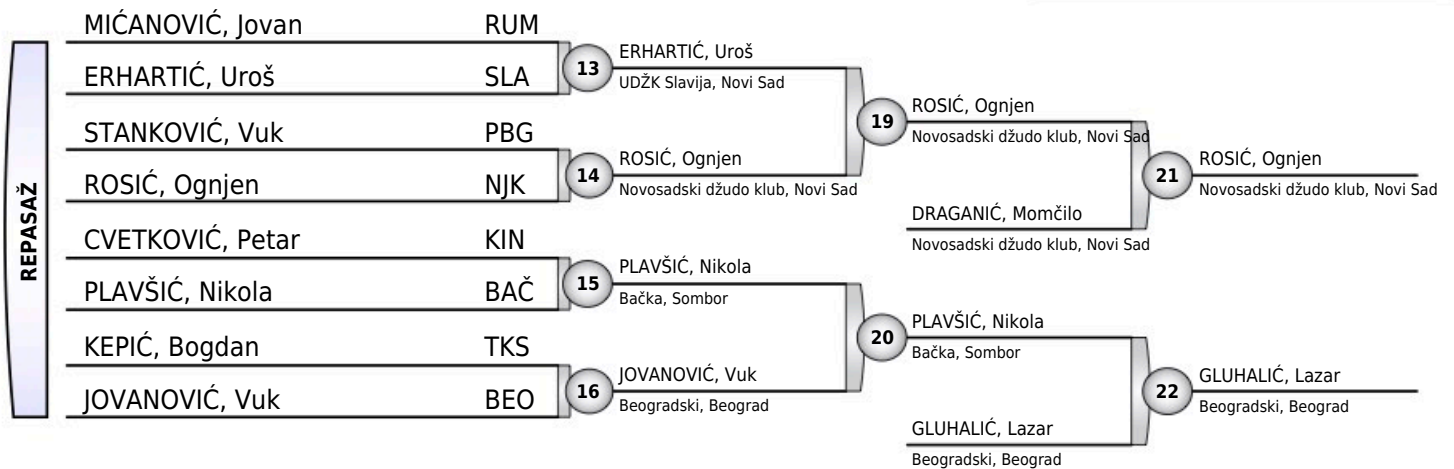 REPASAŽ
MIĆANOVIĆ, Jovan RUM
ERHARTIĆ, Uroš SLA
STANKOVIĆ, Vuk PBG
ROSIĆ, Ognjen NJK
CVETKOVIĆ, Petar KIN
PLAVŠIĆ, Nikola BAČ
KEPIĆ, Bogdan TKS
JOVANOVIĆ, Vuk BEO
13
ERHARTIĆ, Uroš
UDŽK Slavija, Novi Sad
14
ROSIĆ, Ognjen
Novosadski džudo klub, Novi Sad
15
PLAVŠIĆ, Nikola
Bačka, Sombor
16
JOVANOVIĆ, Vuk
Beogradski, Beograd
19
ROSIĆ, Ognjen
Novosadski džudo klub, Novi Sad
DRAGANIĆ, Momčilo
Novosadski džudo klub, Novi Sad
20
PLAVŠIĆ, Nikola
Bačka, Sombor
GLUHALIĆ, Lazar
Beogradski, Beograd
21
ROSIĆ, Ognjen
Novosadski džudo klub, Novi Sad
22
GLUHALIĆ, Lazar
Beogradski, Beograd